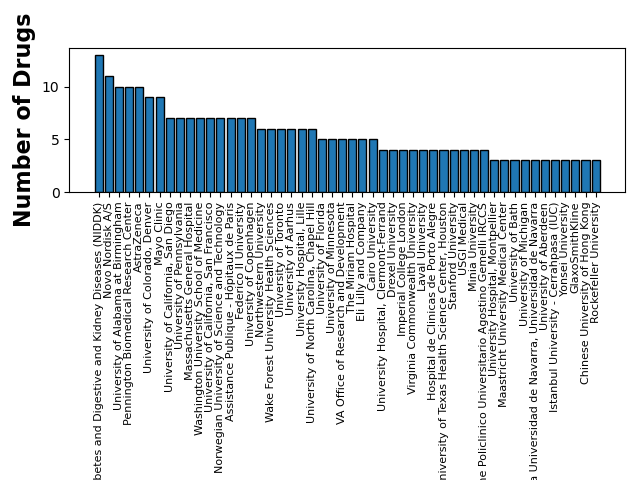 Number of Drugs
10
5
0
betes and Digestive and Kidney Diseases (NIDDK)
Novo Nordisk A/S
University of Alabama at Birmingham
Pennington Biomedical Research Center
AstraZeneca
University of Colorado, Denver
Mayo Clinic
University of California, San Diego
University of Pennsylvania
Massachusetts General Hospital
Washington University School of Medicine
University of California, San Francisco
Norwegian University of Science and Technology
Assistance Publique - Hôpitaux de Paris
Federico II University
University of Copenhagen
Northwestern University
Wake Forest University Health Sciences
University of Toronto
University of Aarhus
University Hospital, Lille
University of North Carolina, Chapel Hill
University of Florida
University of Minnesota
VA Office of Research and Development
The Miriam Hospital
Eli Lilly and Company
Cairo University
University Hospital, Clermont-Ferrand
Drexel University
Imperial College London
Virginia Commonwealth University
Laval University
Hospital de Clinicas de Porto Alegre
niversity of Texas Health Science Center, Houston
Stanford University
USGI Medical
Minia University
ne Policlinico Universitario Agostino Gemelli IRCCS
University Hospital, Montpellier
Maastricht University Medical Center
University of Bath
University of Michigan
a Universidad de Navarra, Universidad de Navarra
University of Aberdeen
Istanbul University - Cerrahpasa (IUC)
Yonsei University
GlaxoSmithKline
Chinese University of Hong Kong
Rockefeller University